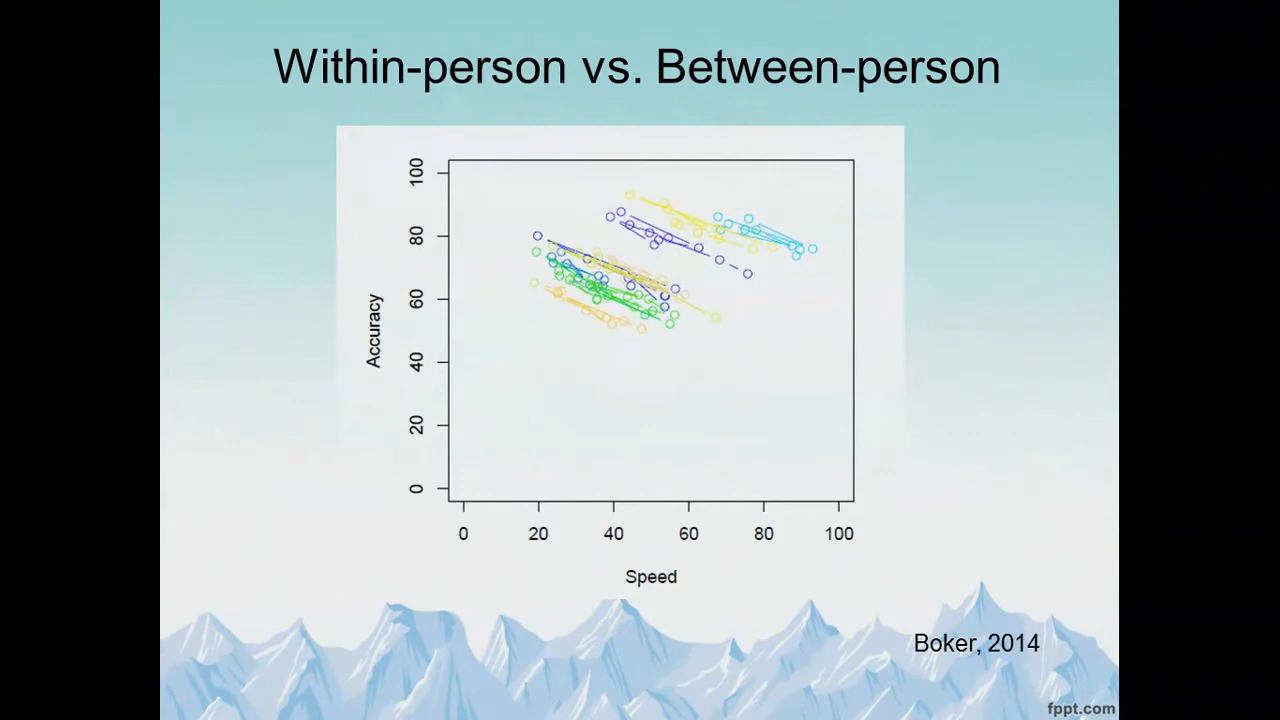 Within-person vs. Between-person
100
80
60
40
20
0
Accuracy
0 20 40 60 80 100
Speed
Boker, 2014
fppt.com